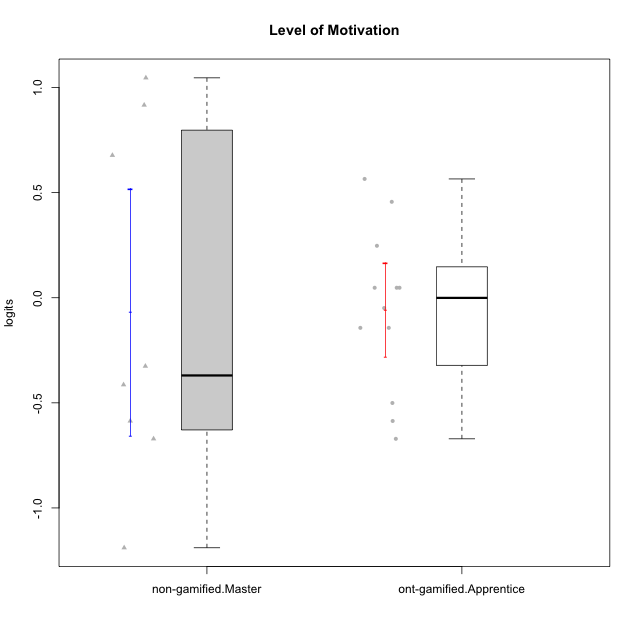 Level of Motivation
1.0
0.5
0.0
-0.5
-1.0
logits
non-gamified.Master
ont-gamified.Apprentice